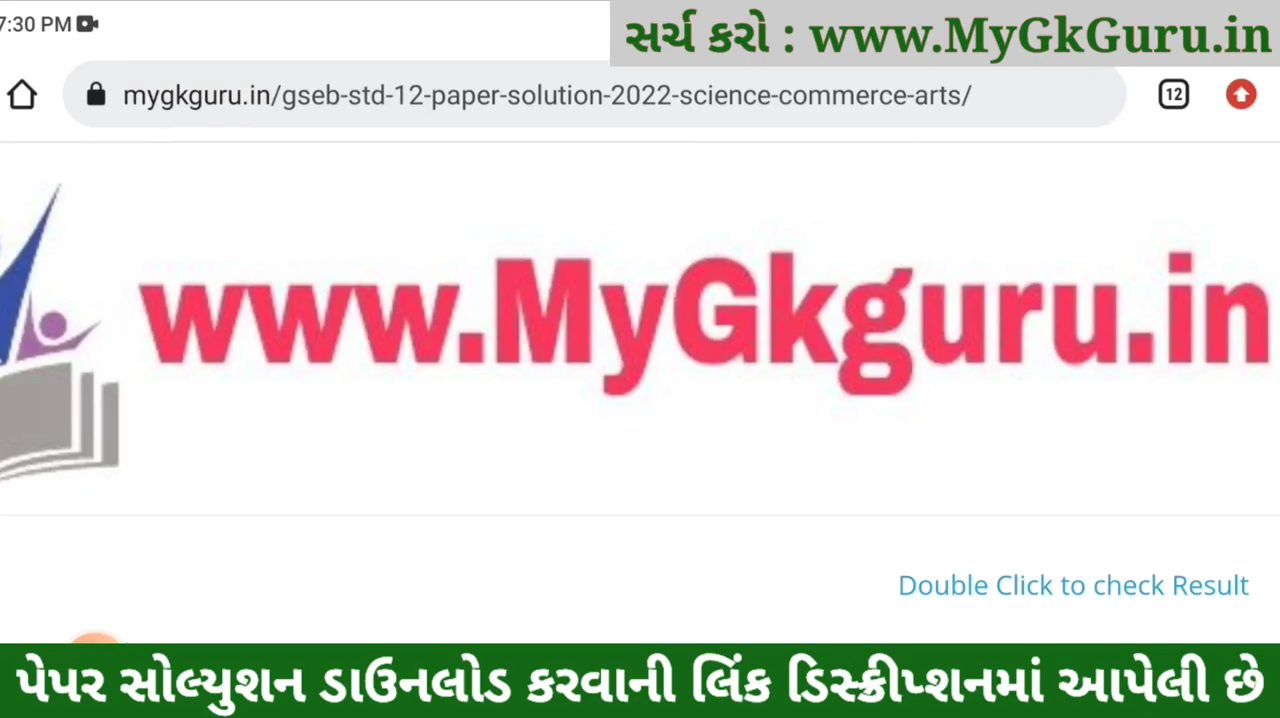 7:30 PM
સર્ચ કરો : www.MyGkGuru.in
mygkguru.in/gseb-std-12-paper-solution-2022-science-commerce-arts/
12
www.MyGkguru.in
Double Click to check Result
પેપર સોલ્યુશન ડાઉનલોડ કરવાની લિંક ડિસ્ક્રીપ્શનમાં આપેલી છે